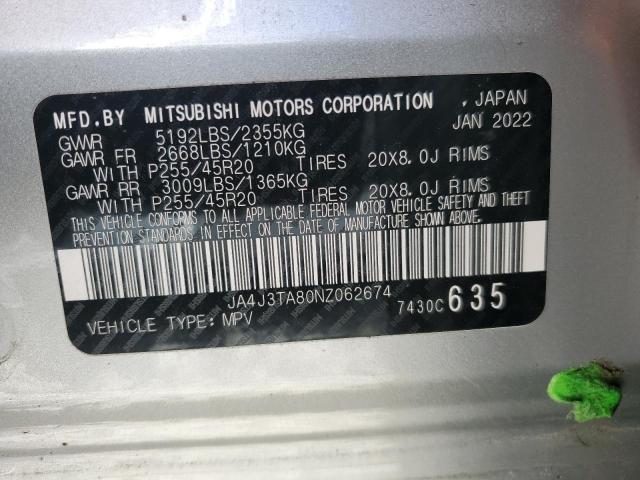 MFD.BY MITSUBISHI MOTORS CORPORATION . JAPAN
GVWR 5192LBS/2355KG JAN 2022
GAWR FR 2668LBS/1210KG
WITH P255/45R20 TIRES 20X8.0J RIMS
GAWR RR 3009LBS/1365KG
WITH P255/45R20 TIRES 20X8.0J RIMS
THIS VEHICLE CONFORMS TO ALL APPLICABLE FEDERAL MOTOR VEHICLE SAFETY AND THEFT
PREVENTION STANDARDS IN EFFECT ON THE DATE OF MANUFACTURE SHOWN ABOVE.
JA4J3TA80NZ062674
7430C 635
VEHICLE TYPE: MPV